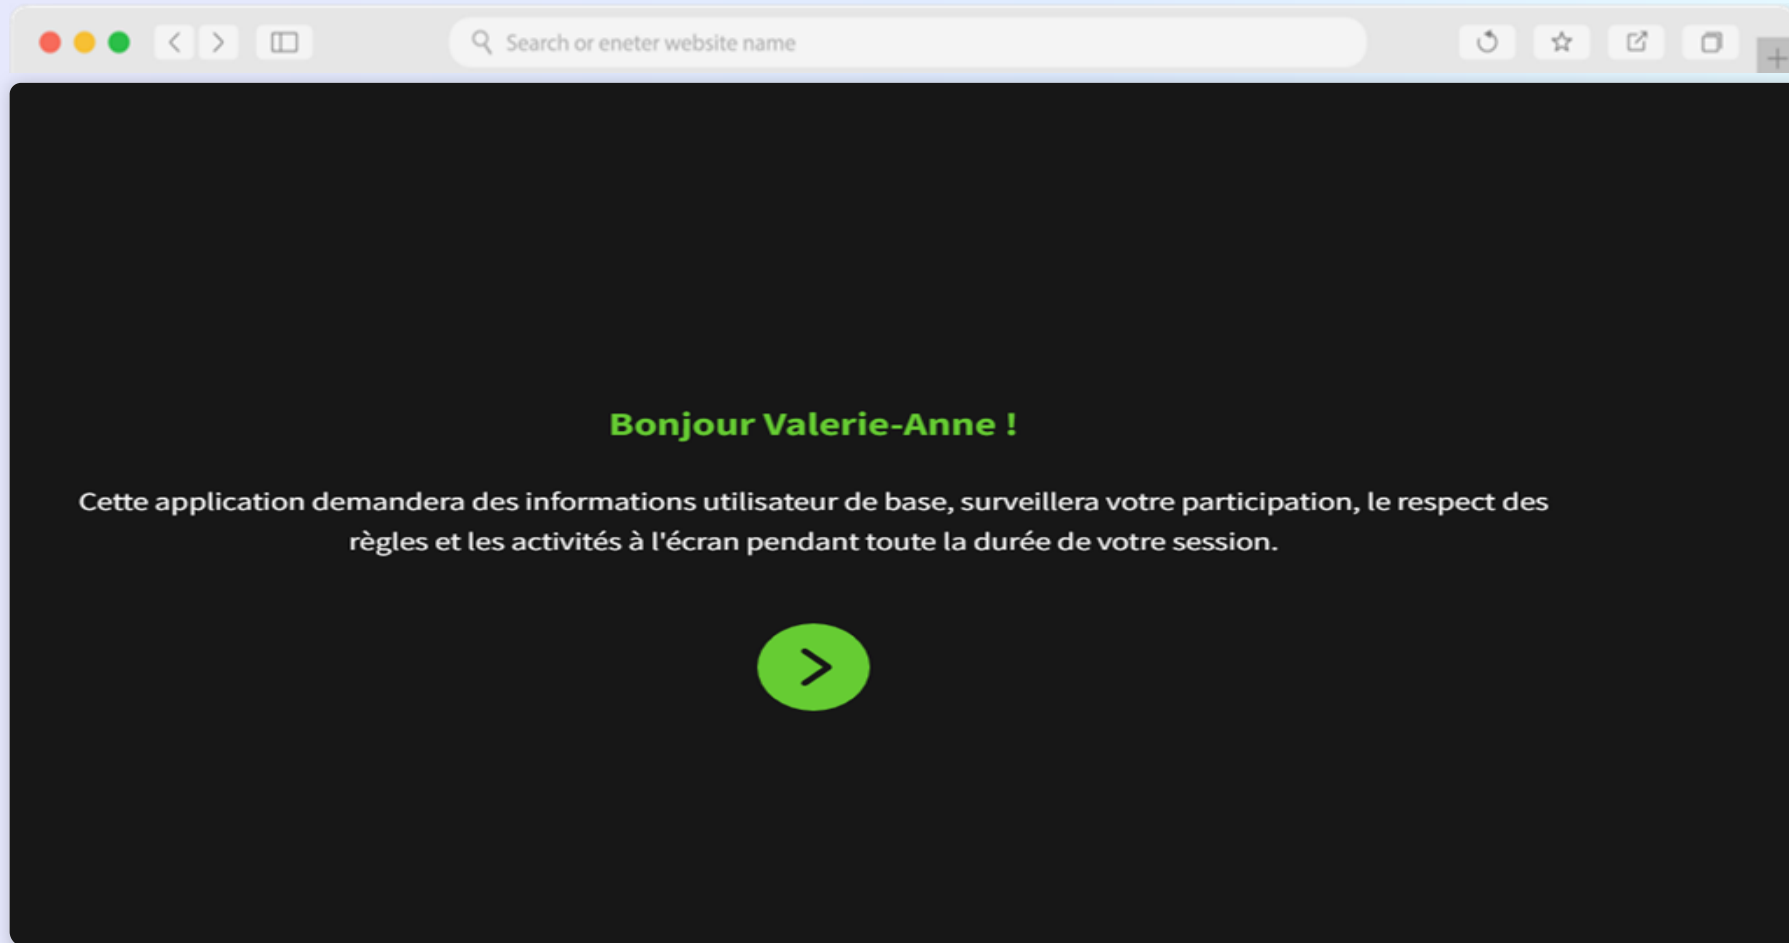 Search or eneter website name
Bonjour Valerie-Anne !
Cette application demandera des informations utilisateur de base, surveillera votre participation, le respect des
règles et les activités à l'écran pendant toute la durée de votre session.